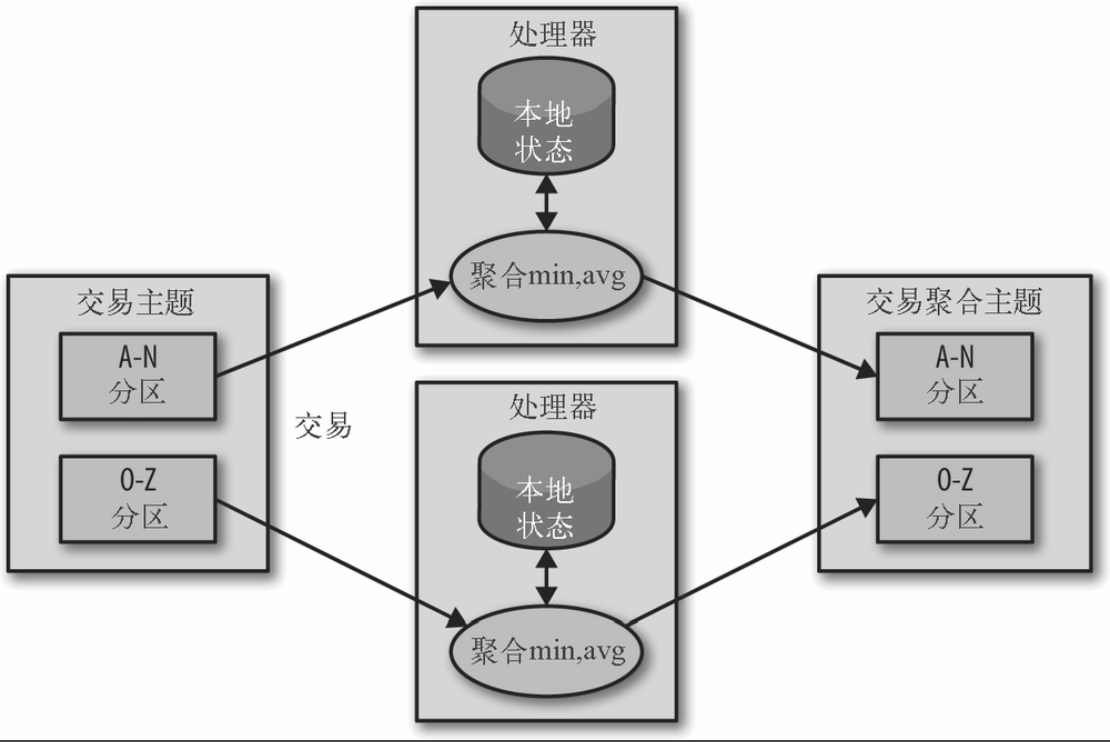 处理器
本地
状态
聚合min,avg
交易主题
A-N
分区
O-Z
分区
交易
处理器
本地
状态
聚合min,avg
交易聚合主题
A-N
分区
O-Z
分区